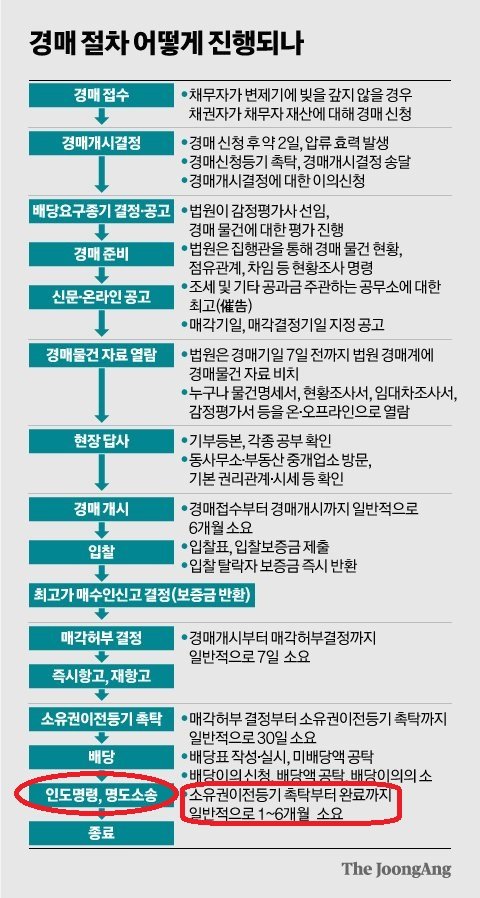 경매 절차 어떻게 진행되나
경매 접수
•채무자가 변제기에 빚을 갚지 않을 경우
채권자가 채무자 재산에 대해 경매 신청
경매개시결정
•경매 신청 후 약 2일, 압류 효력 발생
•경매신청등기 촉탁, 경매개시결정 송달
•경매개시결정에 대한 이의신청
배당요구종기 결정·공고
경매 준비
신문·온라인 공고
•법원이 감정평가사 선임,
경매 물건에 대한 평가 진행
•법원은 집행관을 통해 경매 물건 현황,
점유관계, 차임 등 현황조사 명령
•조세 및 기타 공과금 주관하는 공무소에 대한
최고(催告)
•매각기일, 매각결정기일 지정 공고
경매물건 자료 열람
•법원은 경매기일 7일 전까지 법원 경매계에
경매물건 자료 비치
•누구나 물건명세서, 현황조사서, 임대차조사서,
감정평가서 등을 온·오프라인으로 열람
현장 답사
•기부등본, 각종 공부 확인
•동사무소·부동산 중개업소 방문,
기본 권리관계·시세 등 확인
경매 개시
•경매접수부터 경매개시까지 일반적으로
6개월 소요
입찰
•입찰표, 입찰보증금 제출
•입찰 탈락자 보증금 즉시 반환
최고가 매수인신고 결정(보증금 반환)
매각허부 결정
•경매개시부터 매각허부결정까지
일반적으로 7일 소요
즉시항고, 재항고
소유권이전등기 촉탁
•매각허부 결정부터 소유권이전등기 촉탁까지
일반적으로 30일 소요
배당
•배당표 작성·실시, 미배당액 공탁
•배당이의 신청, 배당액 공탁, 배당이의의 소
인도명령, 명도소송
•소유권이전등기 촉탁부터 완료까지
일반적으로 1~6개월 소요
종료
The JoongAng